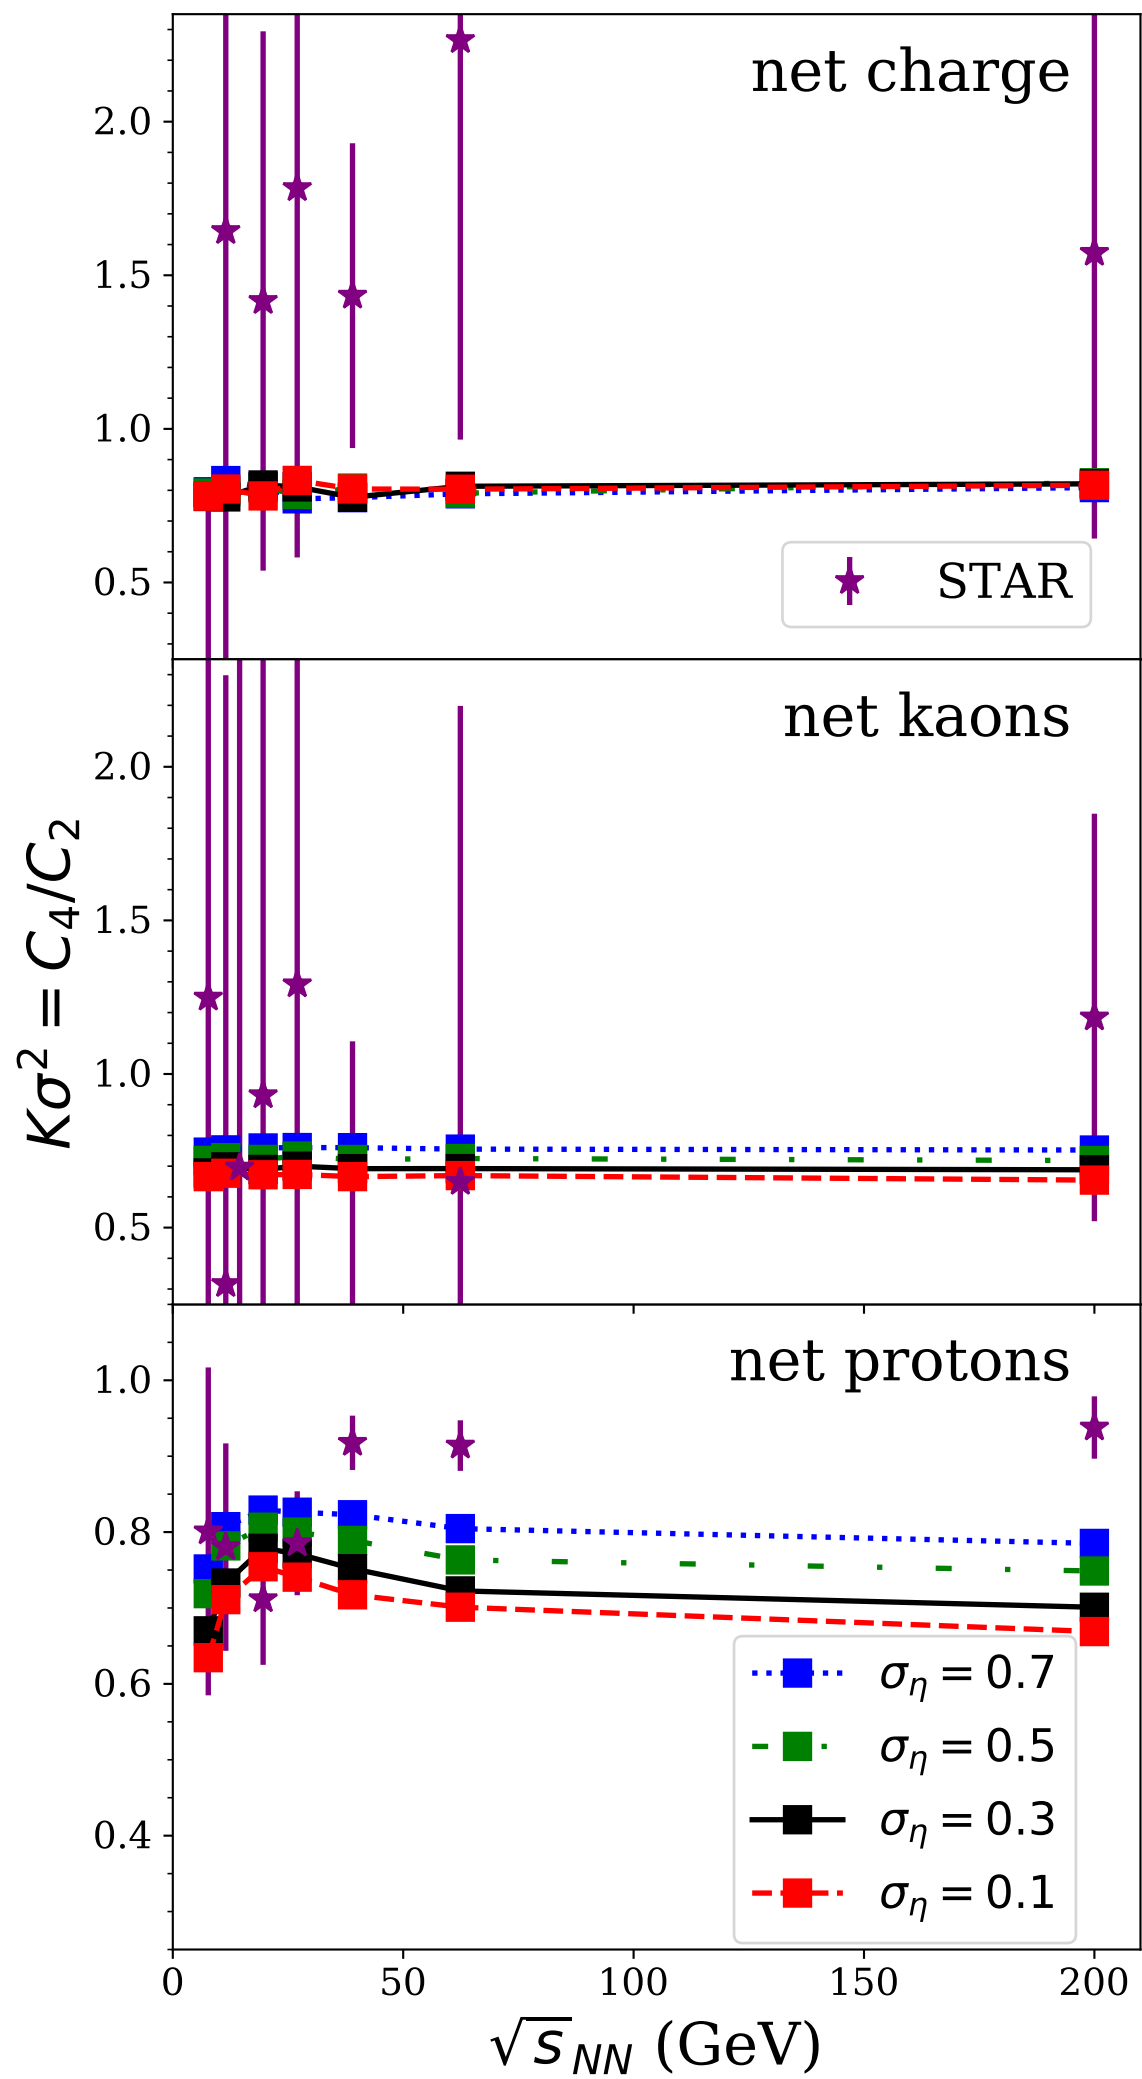 net charge
2.0
1.5
1.0
0.5
STAR
net kaons
2.0
1.5
1.0
0.5
Kσ² = C₄/C₂
net protons
1.0
0.8
0.6
0.4
σ_η = 0.7
σ_η = 0.5
σ_η = 0.3
σ_η = 0.1
0 50 100 150 200
√s_NN (GeV)